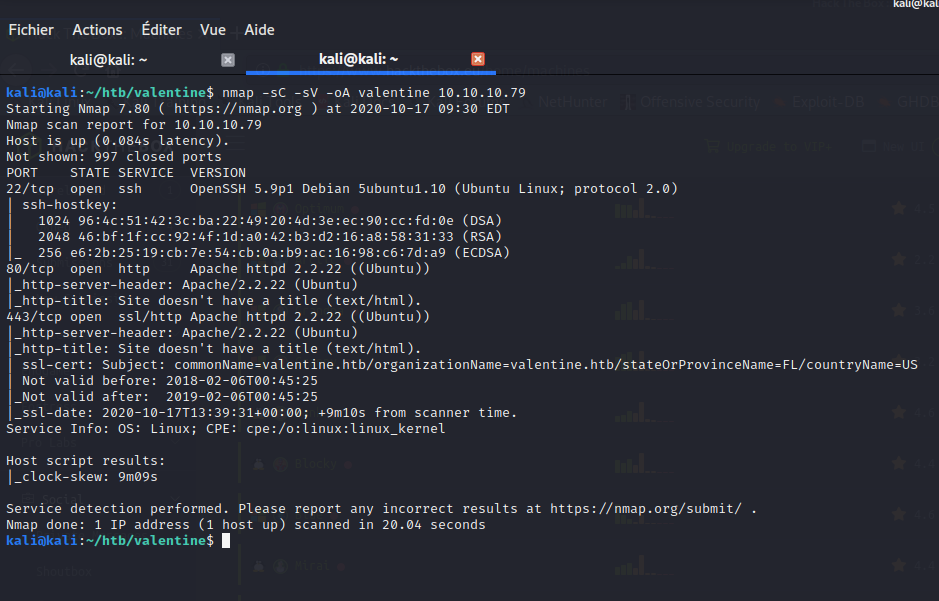 kali@kal
Fichier Actions Éditer Vue Aide
kali@kali: ~ kali@kali: ~
kali@kali:~/htb/valentine$ nmap -sC -sV -oA valentine 10.10.10.79
Starting Nmap 7.80 ( https://nmap.org ) at 2020-10-17 09:30 EDT
Nmap scan report for 10.10.10.79
Host is up (0.084s latency).
Not shown: 997 closed ports
PORT    STATE SERVICE  VERSION
22/tcp  open  ssh      OpenSSH 5.9p1 Debian 5ubuntu1.10 (Ubuntu Linux; protocol 2.0)
| ssh-hostkey:
|   1024 96:4c:51:42:3c:ba:22:49:20:4d:3e:ec:90:cc:fd:0e (DSA)
|   2048 46:bf:1f:cc:92:4f:1d:a0:42:b3:d2:16:a8:58:31:33 (RSA)
|_  256 e6:2b:25:19:cb:7e:54:cb:0a:b9:ac:16:98:c6:7d:a9 (ECDSA)
80/tcp  open  http     Apache httpd 2.2.22 ((Ubuntu))
|_http-server-header: Apache/2.2.22 (Ubuntu)
|_http-title: Site doesn't have a title (text/html).
443/tcp open  ssl/http Apache httpd 2.2.22 ((Ubuntu))
|_http-server-header: Apache/2.2.22 (Ubuntu)
|_http-title: Site doesn't have a title (text/html).
| ssl-cert: Subject: commonName=valentine.htb/organizationName=valentine.htb/stateOrProvinceName=FL/countryName=US
| Not valid before: 2018-02-06T00:45:25
|_Not valid after:  2019-02-06T00:45:25
|_ssl-date: 2020-10-17T13:39:31+00:00; +9m10s from scanner time.
Service Info: OS: Linux; CPE: cpe:/o:linux:linux_kernel
Host script results:
|_clock-skew: 9m09s
Service detection performed. Please report any incorrect results at https://nmap.org/submit/ .
Nmap done: 1 IP address (1 host up) scanned in 20.04 seconds
kali@kali:~/htb/valentine$
NetHunter Offensive Security Exploit-DB GHDB
Blocky
Social
Mirai